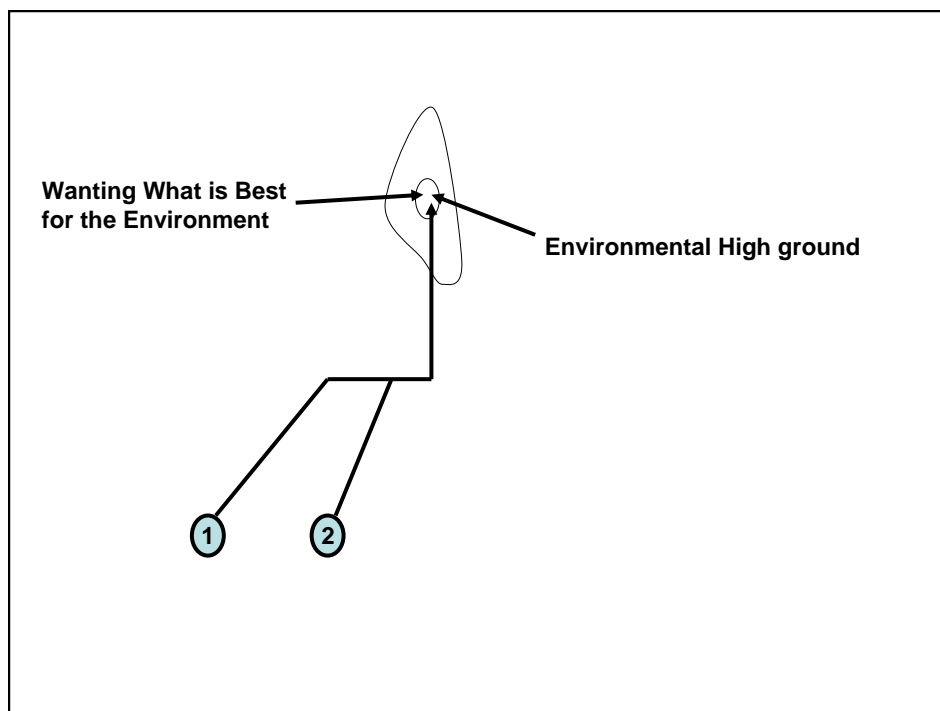 Wanting What is Best
for the Environment
Environmental High ground
1
2